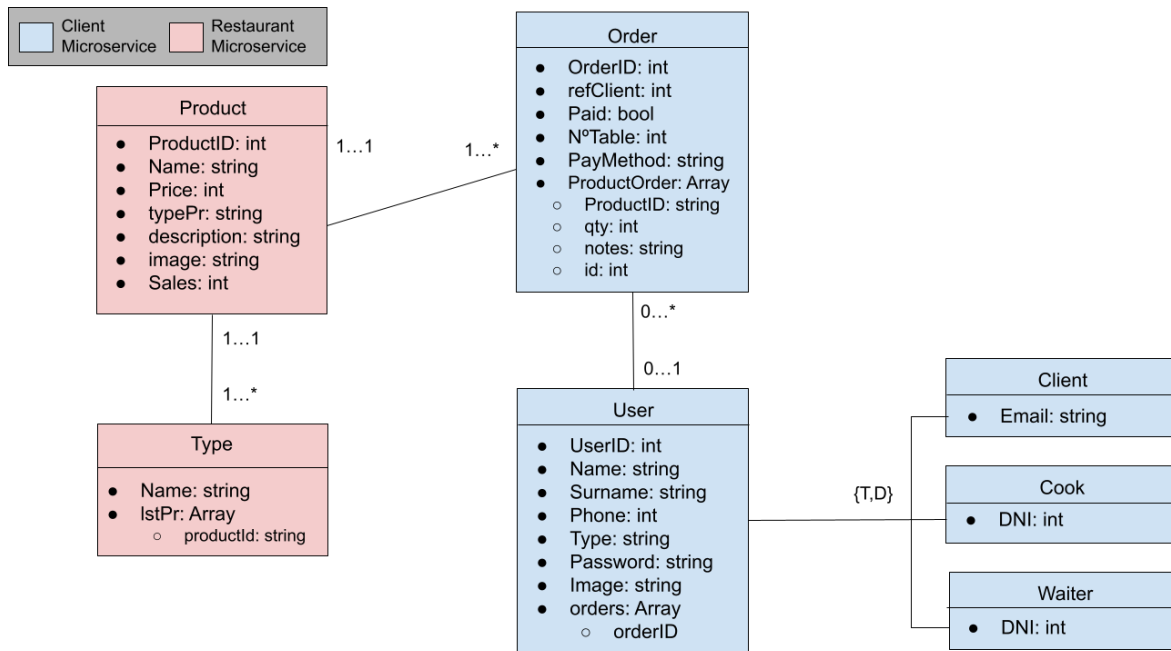 Client
Microservice
Restaurant
Microservice
Product
● ProductID: int
● Name: string
● Price: int
● typePr: string
● description: string
● image: string
● Sales: int
1…1
1…*
Order
● OrderID: int
● refClient: int
● Paid: bool
● NºTable: int
● PayMethod: string
● ProductOrder: Array
○ ProductID: string
○ qty: int
○ notes: string
○ id: int
1…1
1…*
0…*
0…1
Type
● Name: string
● lstPr: Array
○ productId: string
User
● UserID: int
● Name: string
● Surname: string
● Phone: int
● Type: string
● Password: string
● Image: string
● orders: Array
○ orderID
{T,D}
Client
● Email: string
Cook
● DNI: int
Waiter
● DNI: int